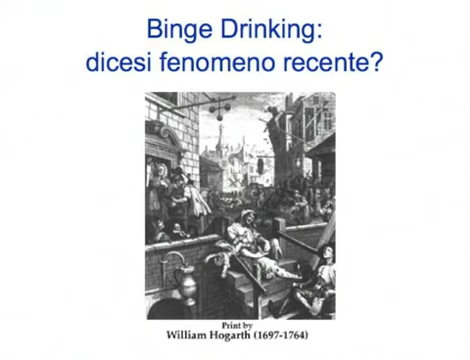 Binge Drinking:
dicesi fenomeno recente?
Print by
William Hogarth (1697-1764)